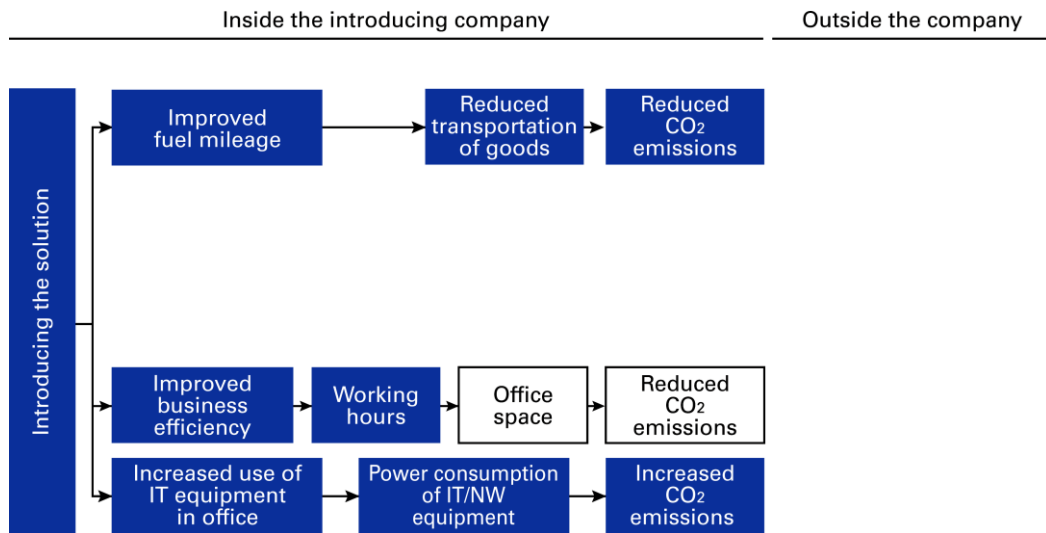 Inside the introducing company
Outside the company
Introducing the solution
Improved
fuel mileage
Reduced
transportation
of goods
Reduced
CO₂
emissions
Improved
business
efficiency
Working
hours
Office
space
Reduced
CO₂
emissions
Increased use of
IT equipment
in office
Power consumption
of IT/NW
equipment
Increased
CO₂
emissions